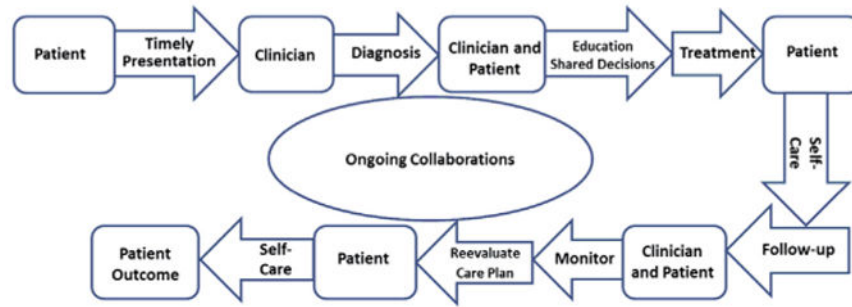 Patient
Timely
Presentation
Clinician
Diagnosis
Clinician and
Patient
Education
Shared Decisions
Treatment
Patient
Self-
Care
Ongoing Collaborations
Follow-up
Clinician
and Patient
Monitor
Reevaluate
Care Plan
Patient
Self-
Care
Patient
Outcome